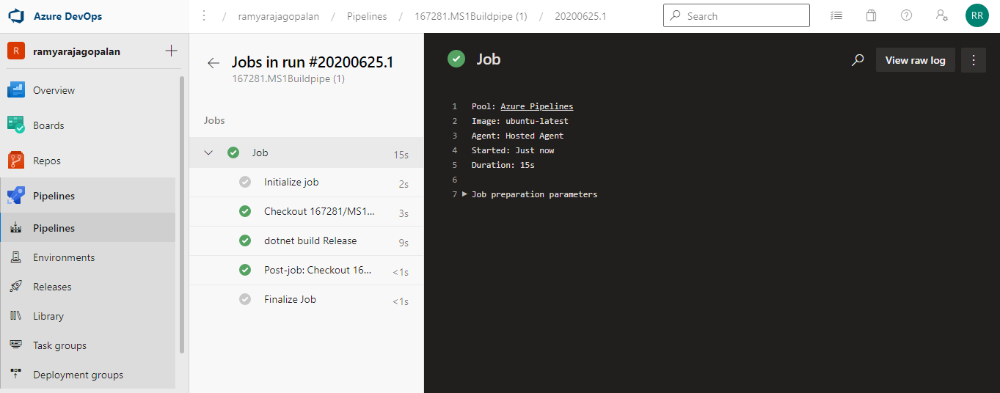 Azure DevOps
/ ramyarajagopalan / Pipelines / 167281.MS1Buildpipe (1) / 20200625.1
Search
RR
R ramyarajagopalan
Overview
Boards
Repos
Pipelines
Pipelines
Environments
Releases
Library
Task groups
Deployment groups
Jobs in run #20200625.1
167281.MS1Buildpipe (1)
Jobs
Job 15s
Initialize job 2s
Checkout 167281/MS1... 3s
dotnet build Release 9s
Post-job: Checkout 16... <1s
Finalize Job <1s
Job
View raw log
1 Pool: Azure Pipelines
2 Image: ubuntu-latest
3 Agent: Hosted Agent
4 Started: Just now
5 Duration: 15s
6
7 Job preparation parameters